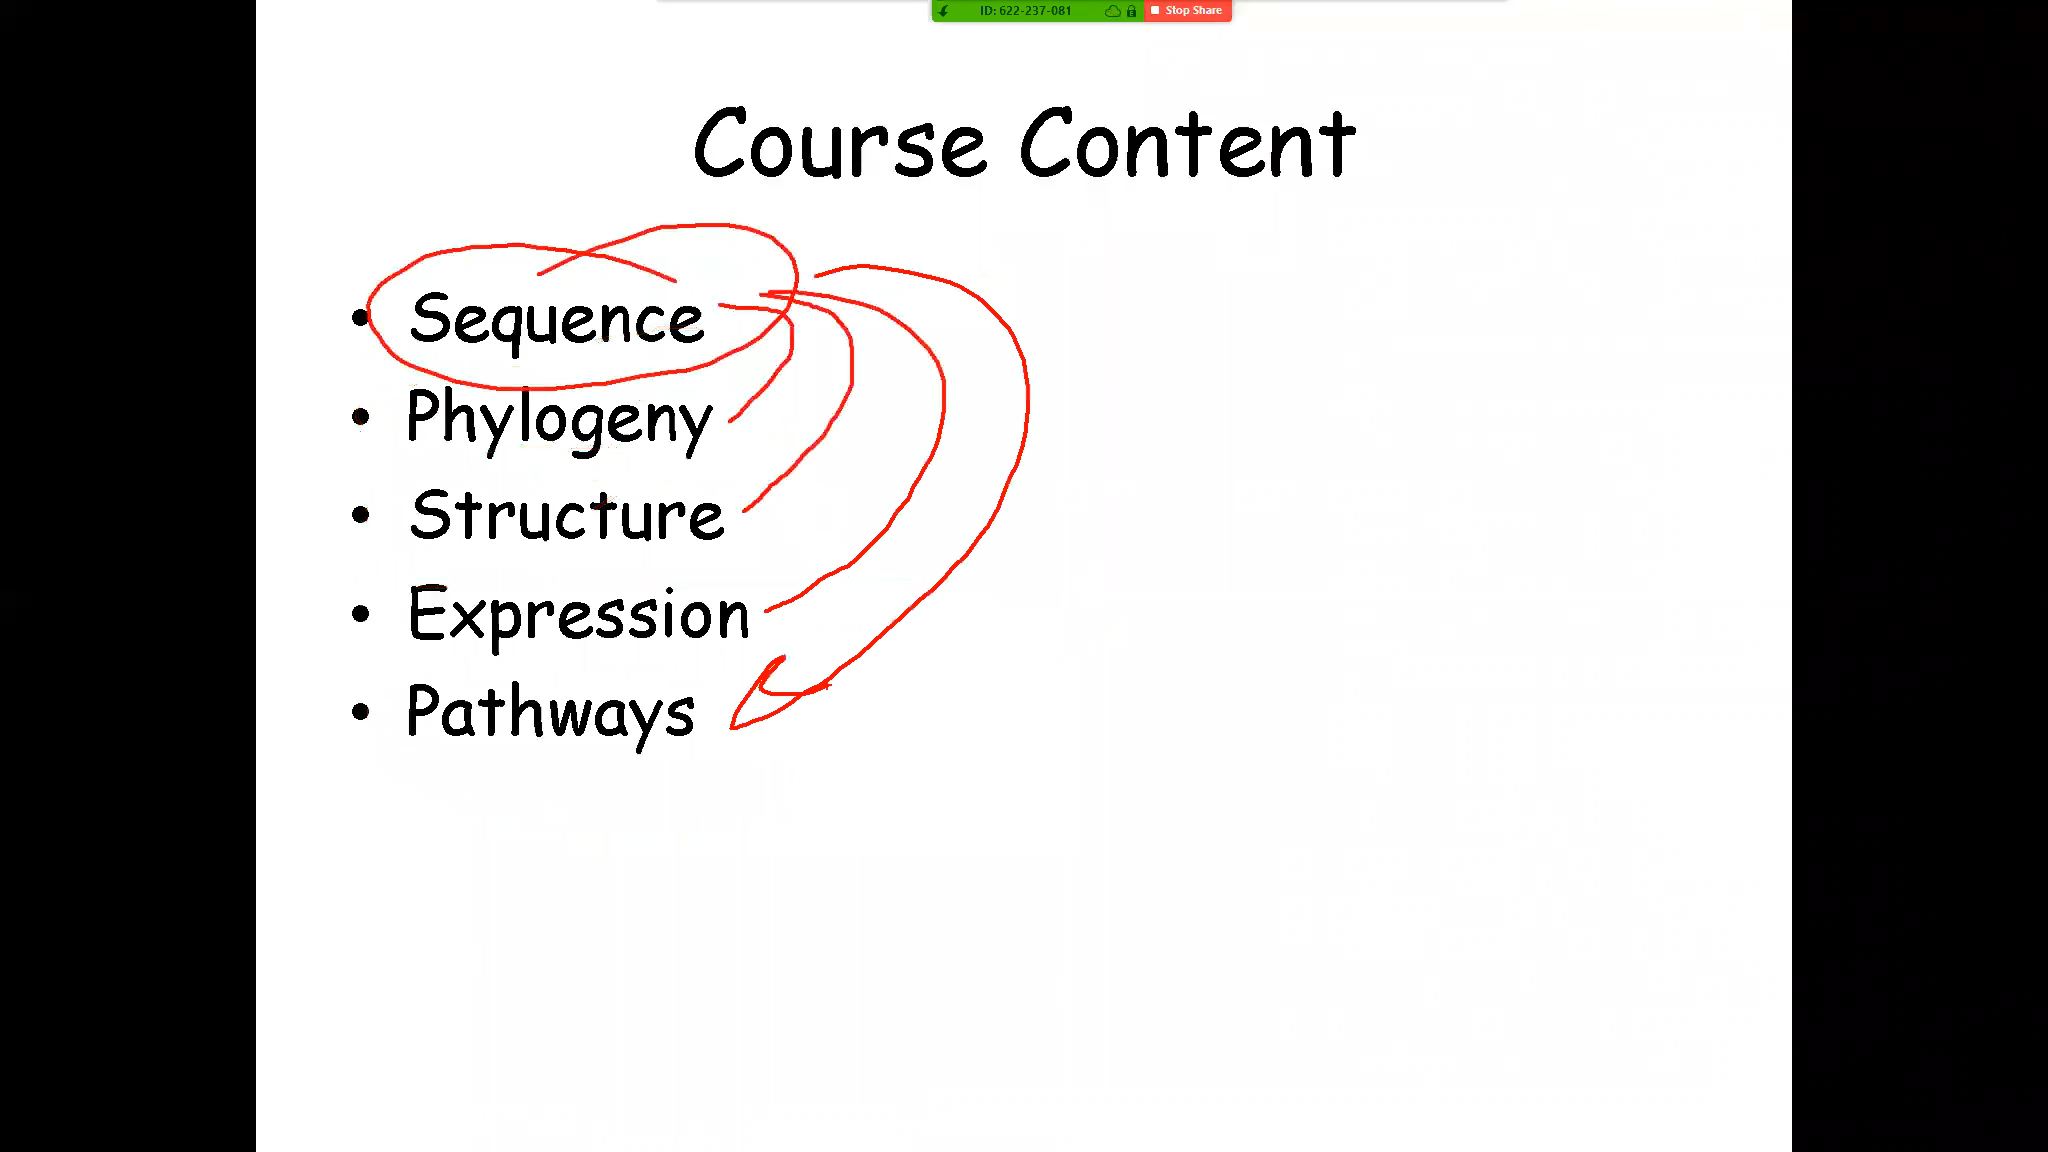 ID: 622-237-081 Stop Share
Course Content
• Sequence
• Phylogeny
• Structure
• Expression
• Pathways